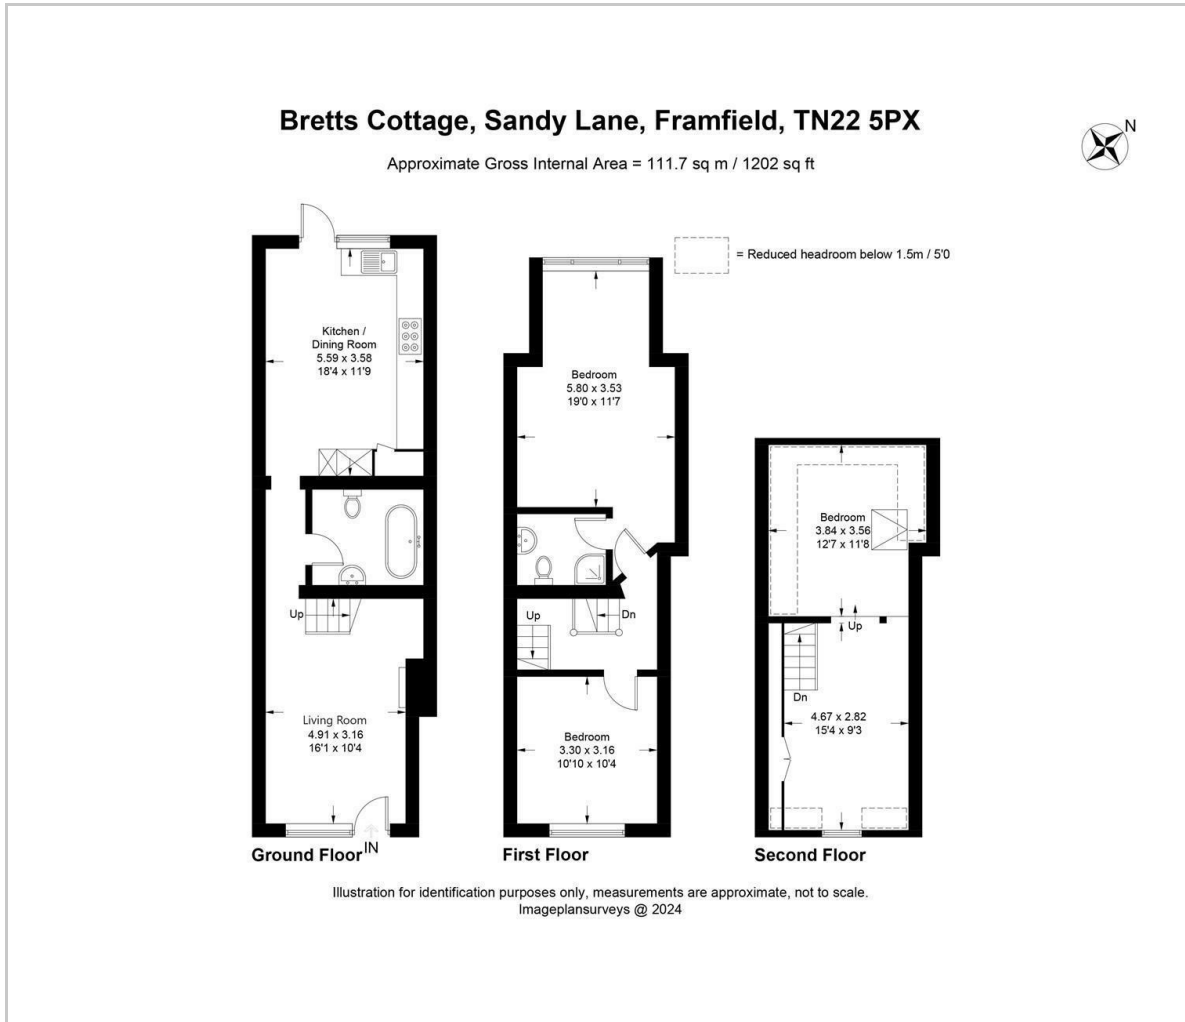 Bretts Cottage, Sandy Lane, Framfield, TN22 5PX
N
Approximate Gross Internal Area = 111.7 sq m / 1202 sq ft
= Reduced headroom below 1.5m / 5'0
Kitchen /
Dining Room
5.59 x 3.58
18'4 x 11'9
Up
Living Room
4.91 x 3.16
16'1 x 10'4
IN
Ground Floor
Bedroom
5.80 x 3.53
19'0 x 11'7
Up
Dn
Bedroom
3.30 x 3.16
10'10 x 10'4
First Floor
Bedroom
3.84 x 3.56
12'7 x 11'8
Up
Dn
4.67 x 2.82
15'4 x 9'3
Second Floor
Illustration for identification purposes only, measurements are approximate, not to scale.
Imageplansurveys @ 2024